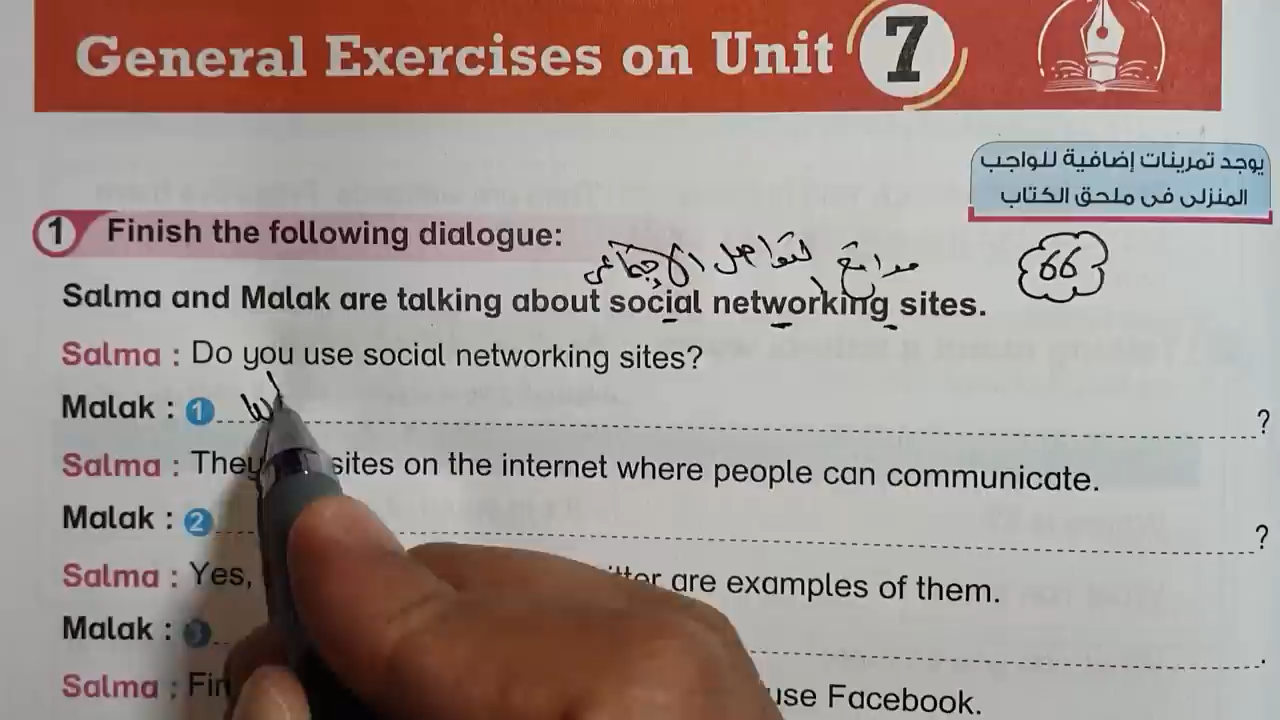 General Exercises on Unit 7
يوجد تمرينات إضافية للواجب
المنزلى فى ملحق الكتاب
1 Finish the following dialogue:
مواقع التواصل الاجتماعى
66
Salma and Malak are talking about social networking sites.
Salma : Do you use social networking sites?
Malak : 1 ?
Salma : They sites on the internet where people can communicate.
Malak : 2 ?
Salma : Yes, are examples of them.
Malak : 3 .
Salma : use Facebook.